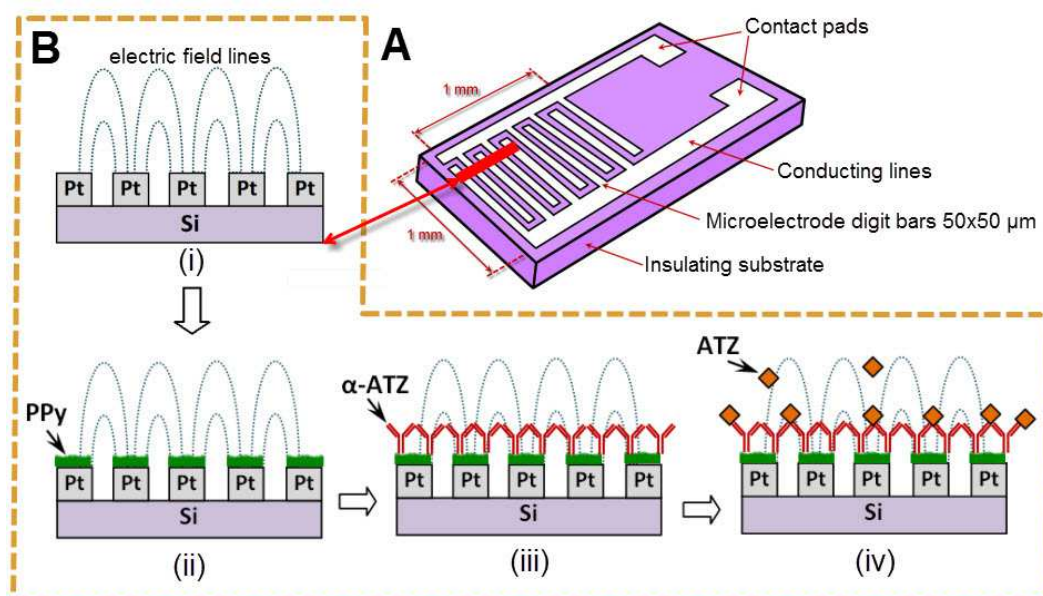 B
electric field lines
Pt Pt Pt Pt Pt
Si
(i)
A
Contact pads
1 mm
Conducting lines
Microelectrode digit bars 50x50 μm
1 mm
Insulating substrate
PPy
Pt Pt Pt Pt Pt
Si
(ii)
α-ATZ
Pt Pt Pt Pt Pt
Si
(iii)
ATZ
Pt Pt Pt Pt Pt
Si
(iv)